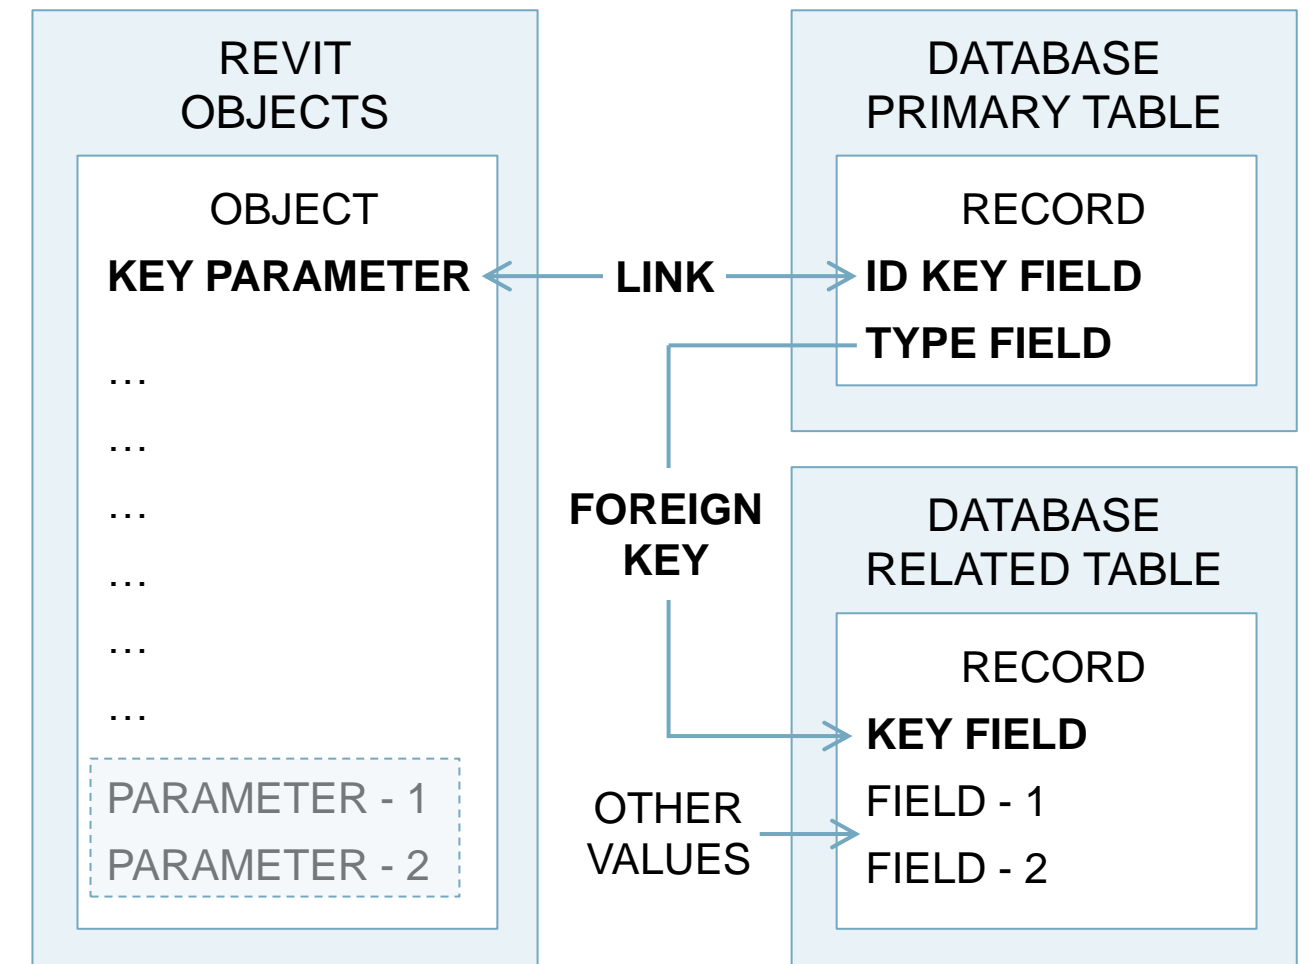 REVIT
OBJECTS
OBJECT
KEY PARAMETER
…
…
…
…
…
…
PARAMETER - 1
PARAMETER - 2
LINK
FOREIGN
KEY
OTHER
VALUES
DATABASE
PRIMARY TABLE
RECORD
ID KEY FIELD
TYPE FIELD
DATABASE
RELATED TABLE
RECORD
KEY FIELD
FIELD - 1
FIELD - 2